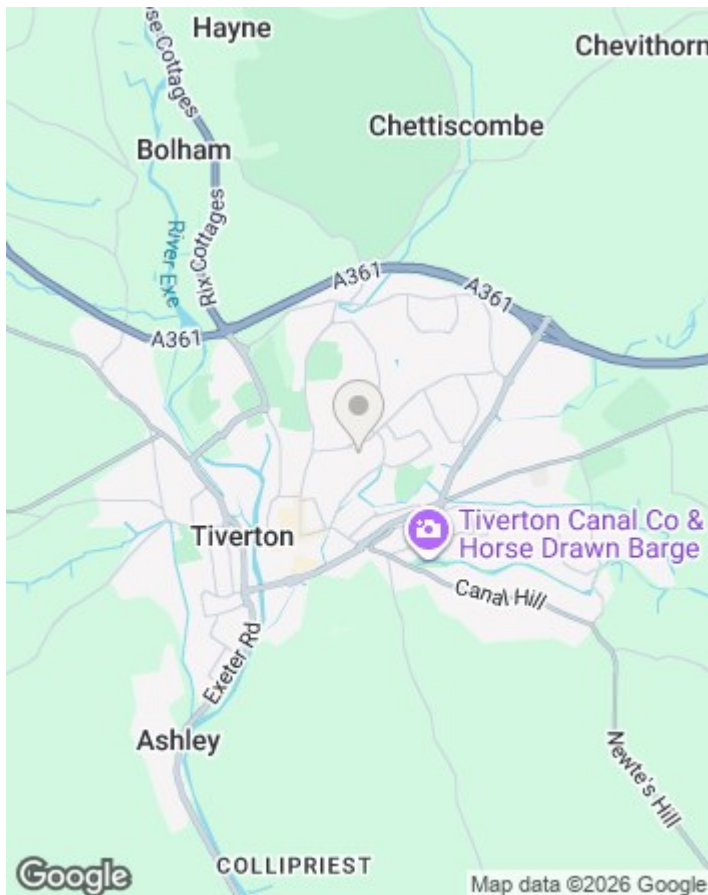 Hayne
Chevithorn
se Cottages
Chettiscombe
Bolham
River Exe
Rix Cottages
A361
A361
A361
Tiverton
Tiverton Canal Co &
Horse Drawn Barge
Canal Hill
Exeter Rd
Ashley
Newte's Hill
COLLIPRIEST
Google
Map data ©2026 Google